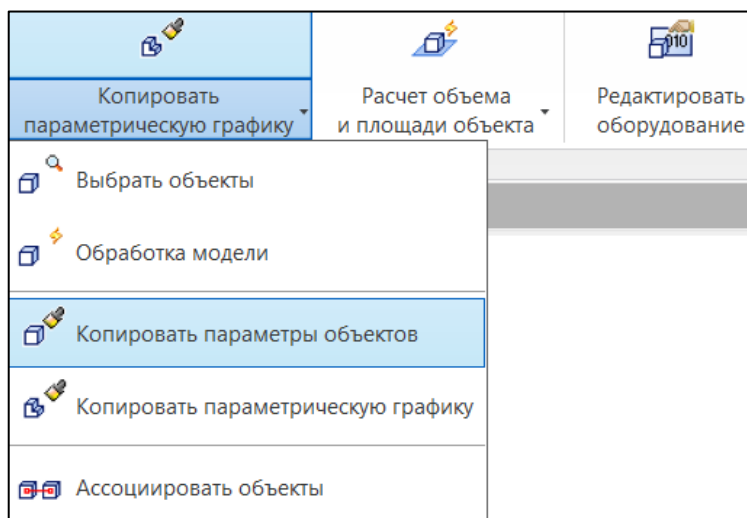 Копировать
параметрическую графику
Расчет объема
и площади объекта
010
Редактировать
оборудование
Выбрать объекты
Обработка модели
Копировать параметры объектов
Копировать параметрическую графику
Ассоциировать объекты